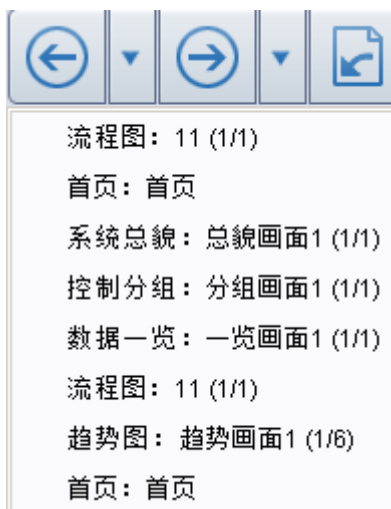 流程图：11 (1/1)
首页：首页
系统总貌：总貌画面1 (1/1)
控制分组：分组画面1 (1/1)
数据一览：一览画面1 (1/1)
流程图：11 (1/1)
趋势图：趋势画面1 (1/6)
首页：首页